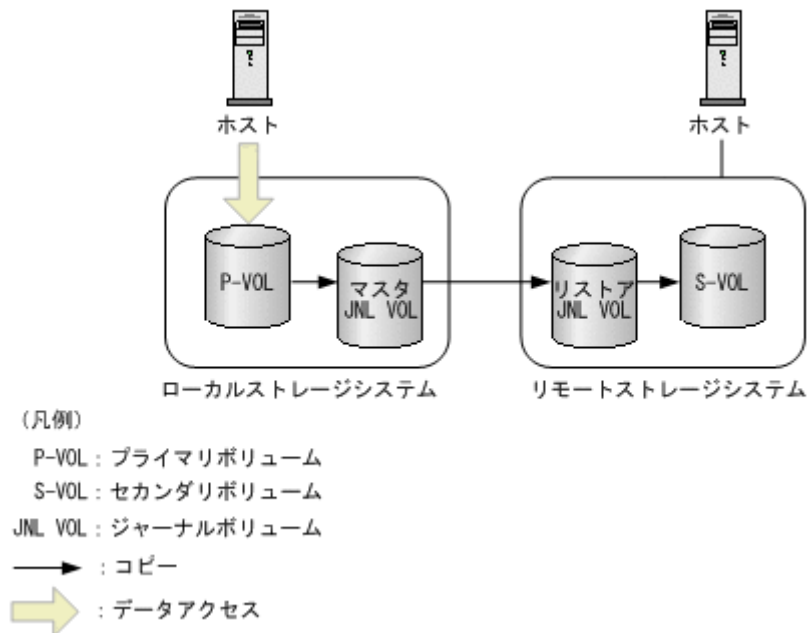 ホスト
ホスト
P-VOL
マスタ
JNL VOL
リストア
JNL VOL
S-VOL
ローカルストレージシステム
リモートストレージシステム
(凡例)
P-VOL:プライマリボリューム
S-VOL:セカンダリボリューム
JNL VOL:ジャーナルボリューム
:コピー
:データアクセス